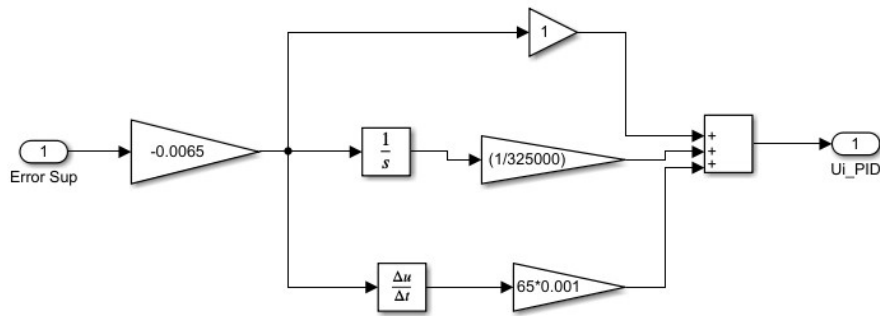 1
1
Error Sup
-0.0065
1
s
(1/325000)
+
+
+
1
Ui_PID
Δu
Δt
65*0.001